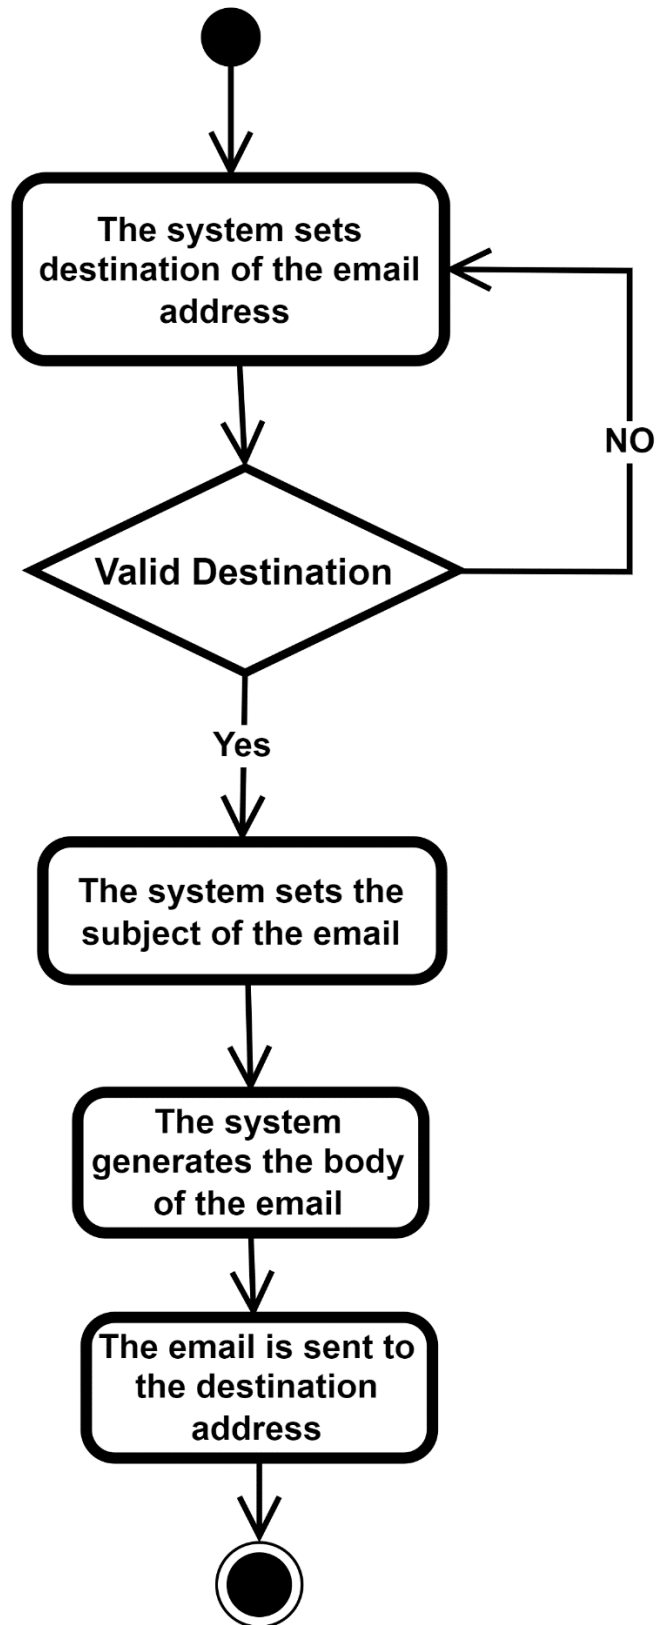 The system sets
destination of the email
address
NO
Valid Destination
Yes
The system sets the
subject of the email
The system
generates the body
of the email
The email is sent to
the destination
address